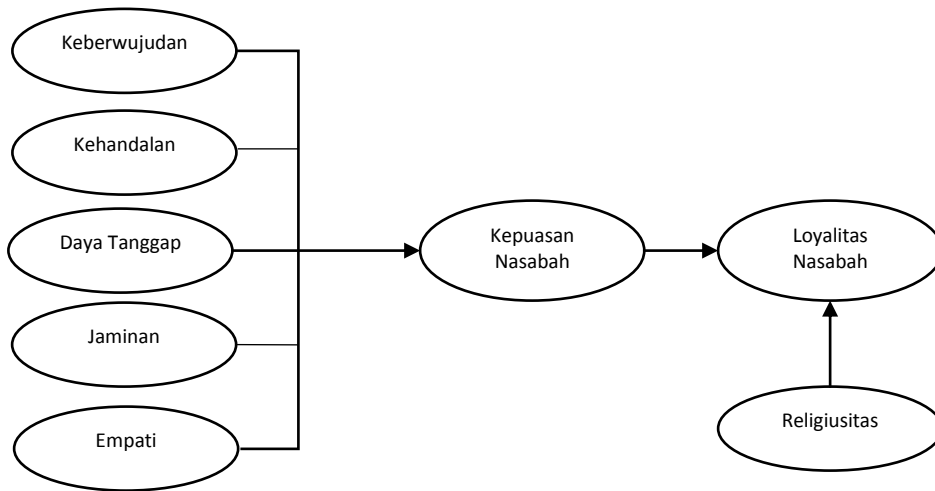 Keberwujudan
Kehandalan
Daya Tanggap
Jaminan
Empati
Kepuasan
Nasabah
Loyalitas
Nasabah
Religiusitas